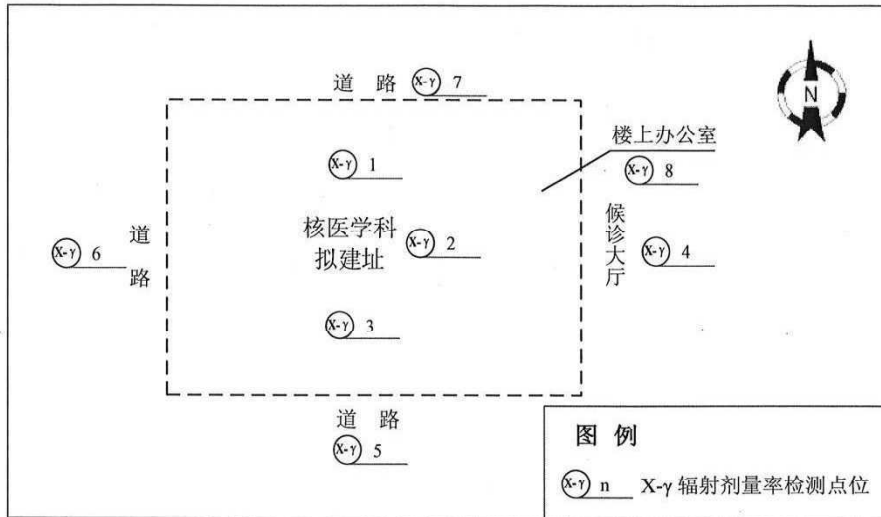 道 路 X-γ 7
N
楼上办公室
X-γ 1
X-γ 8
核医学科
拟建址
X-γ 2
道
路
X-γ 6
候诊大厅
X-γ 4
X-γ 3
道 路
X-γ 5
图 例
X-γ n X-γ 辐射剂量率检测点位